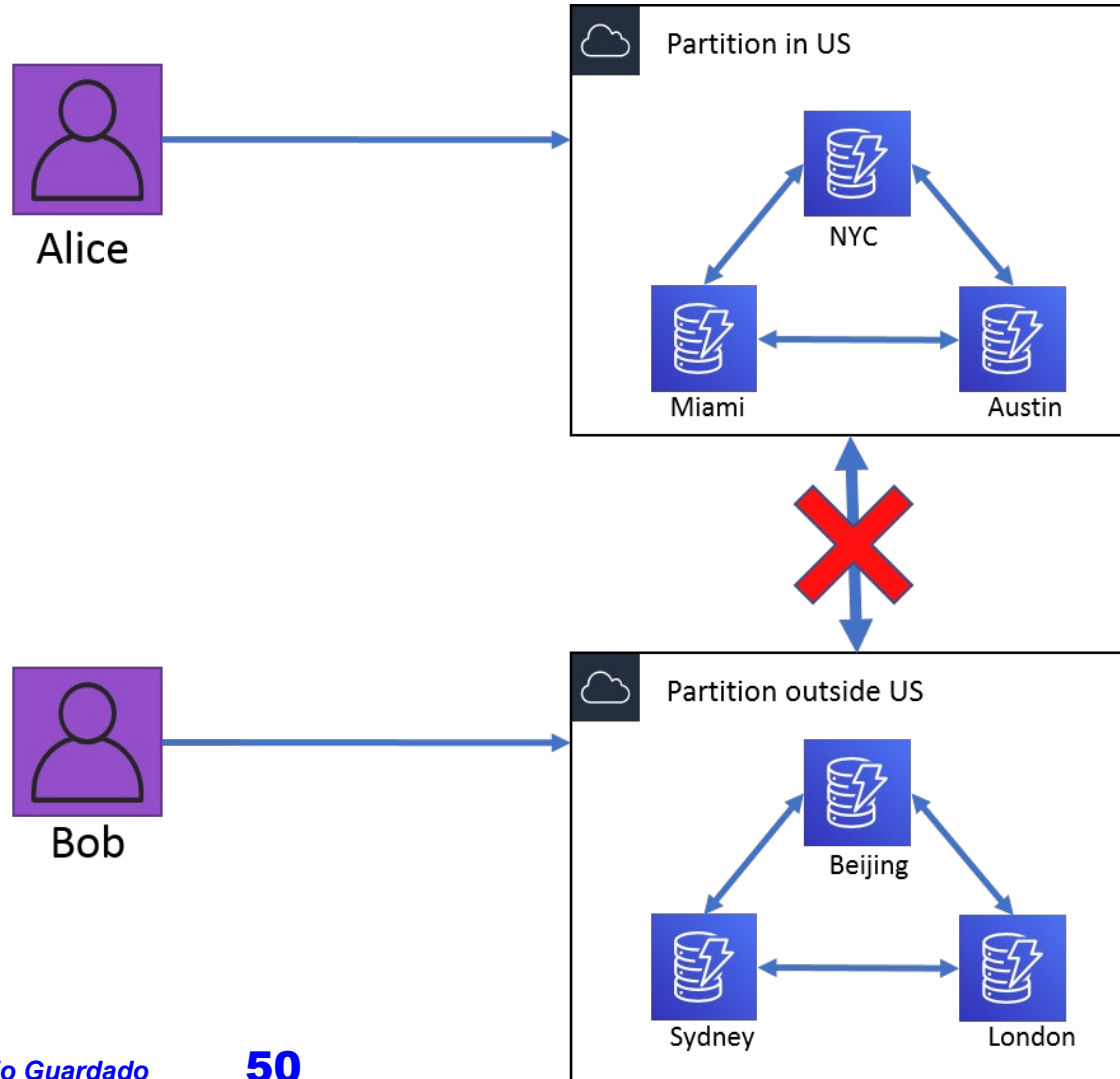 Partition in US
Alice
NYC
Miami
Austin
Partition outside US
Bob
Beijing
Sydney
London
Guardado
50